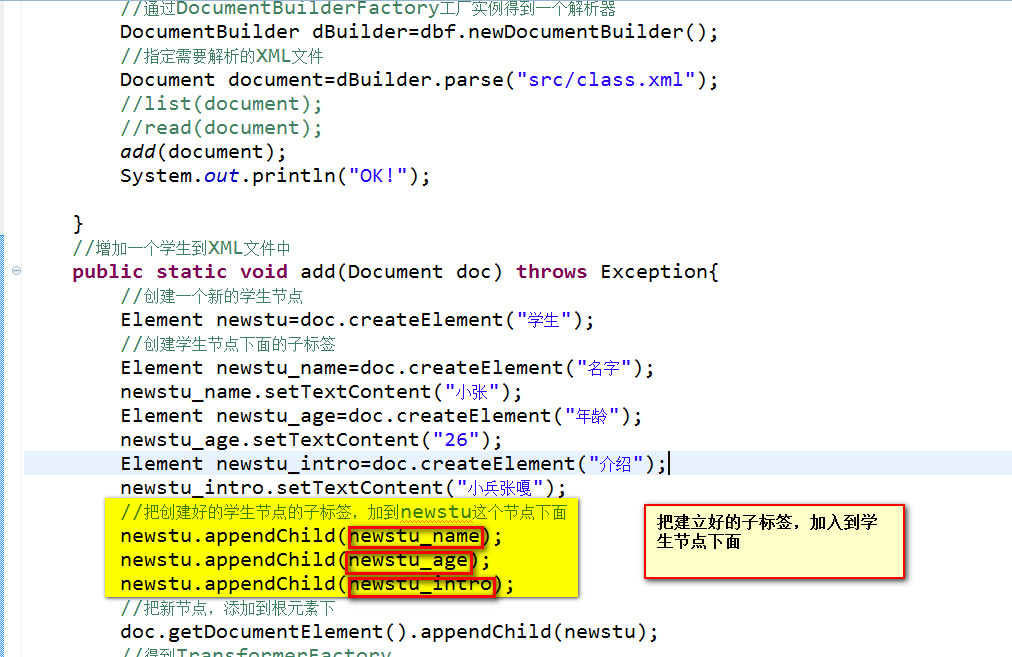 //通过DocumentBuilderFactory工厂实例得到一个解析器
DocumentBuilder dBuilder=dbf.newDocumentBuilder();
//指定需要解析的XML文件
Document document=dBuilder.parse("src/class.xml");
//list(document);
//read(document);
add(document);
System.out.println("OK!");
}
//增加一个学生到XML文件中
public static void add(Document doc) throws Exception{
//创建一个新的学生节点
Element newstu=doc.createElement("学生");
//创建学生节点下面的子标签
Element newstu_name=doc.createElement("名字");
newstu_name.setTextContent("小张");
Element newstu_age=doc.createElement("年龄");
newstu_age.setTextContent("26");
Element newstu_intro=doc.createElement("介绍");
newstu_intro.setTextContent("小兵张嘎");
//把创建好的学生节点的子标签，加到newstu这个节点下面
newstu.appendChild(newstu_name);
newstu.appendChild(newstu_age);
newstu.appendChild(newstu_intro);
把建立好的子标签，加入到学
生节点下面
//把新节点，添加到根元素下
doc.getDocumentElement().appendChild(newstu);
//得到TransformerFactory